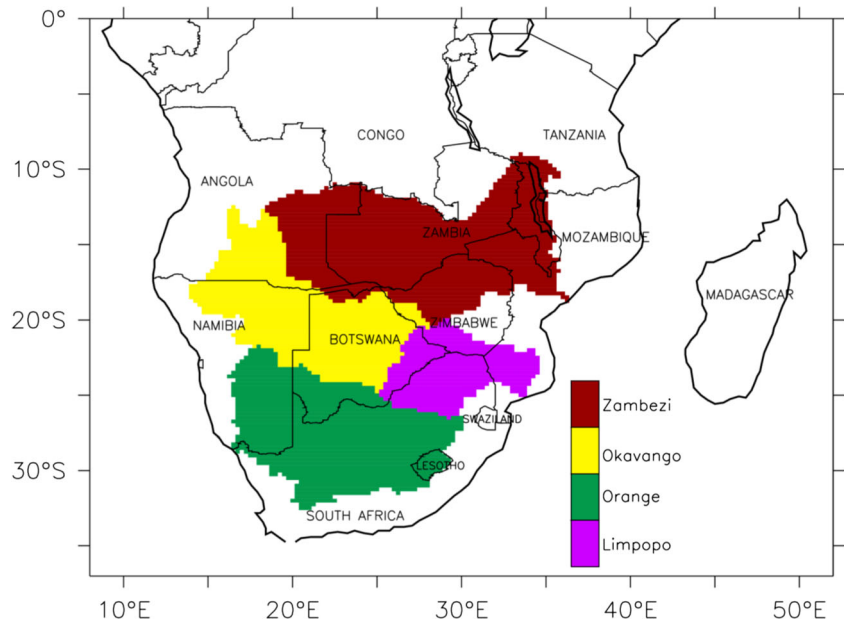 0°
CONGO
TANZANIA
10°S
ANGOLA
ZAMBIA
MOZAMBIQUE
MADAGASCAR
20°S
NAMIBIA
ZIMBABWE
BOTSWANA
Zambezi
SWAZILAND
Okavango
30°S
LESOTHO
Orange
SOUTH AFRICA
Limpopo
10°E
20°E
30°E
40°E
50°E